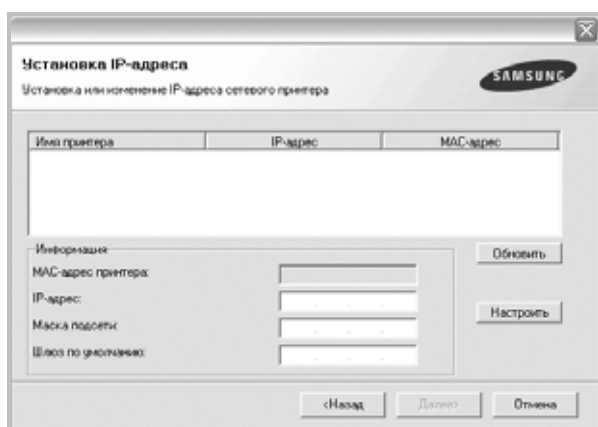 Установка IP-адреса
Установка или изменение IP-адреса сетевого принтера
SAMSUNG
Имя принтера IP-адрес MAC-адрес
Информация
MAC-адрес принтера:
IP-адрес:
Маска подсети:
Шлюз по умолчанию:
Обновить
Настроить
<Назад Далее> Отмена